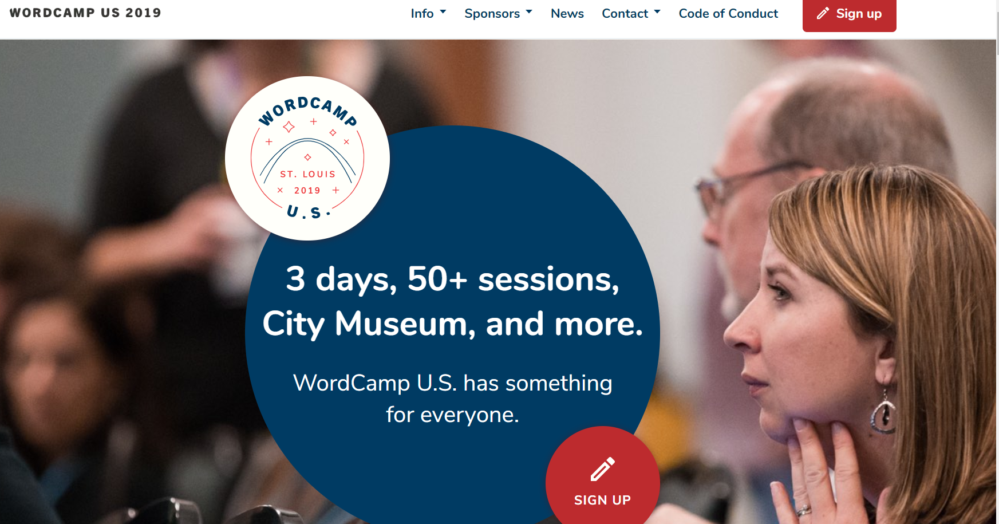 WORDCAMP US 2019
Info
Sponsors
News
Contact
Code of Conduct
Sign up
WORDCAMP
ST. LOUIS
2019
U.S.
3 days, 50+ sessions,
City Museum, and more.
WordCamp U.S. has something
for everyone.
SIGN UP